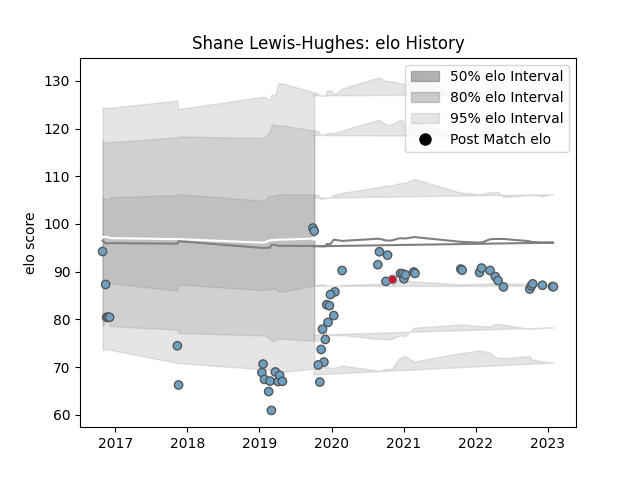 Shane Lewis-Hughes: elo History
50% elo Interval
80% elo Interval
95% elo Interval
Post Match elo
elo score
130
120
110
100
90
80
70
60
2017 2018 2019 2020 2021 2022 2023